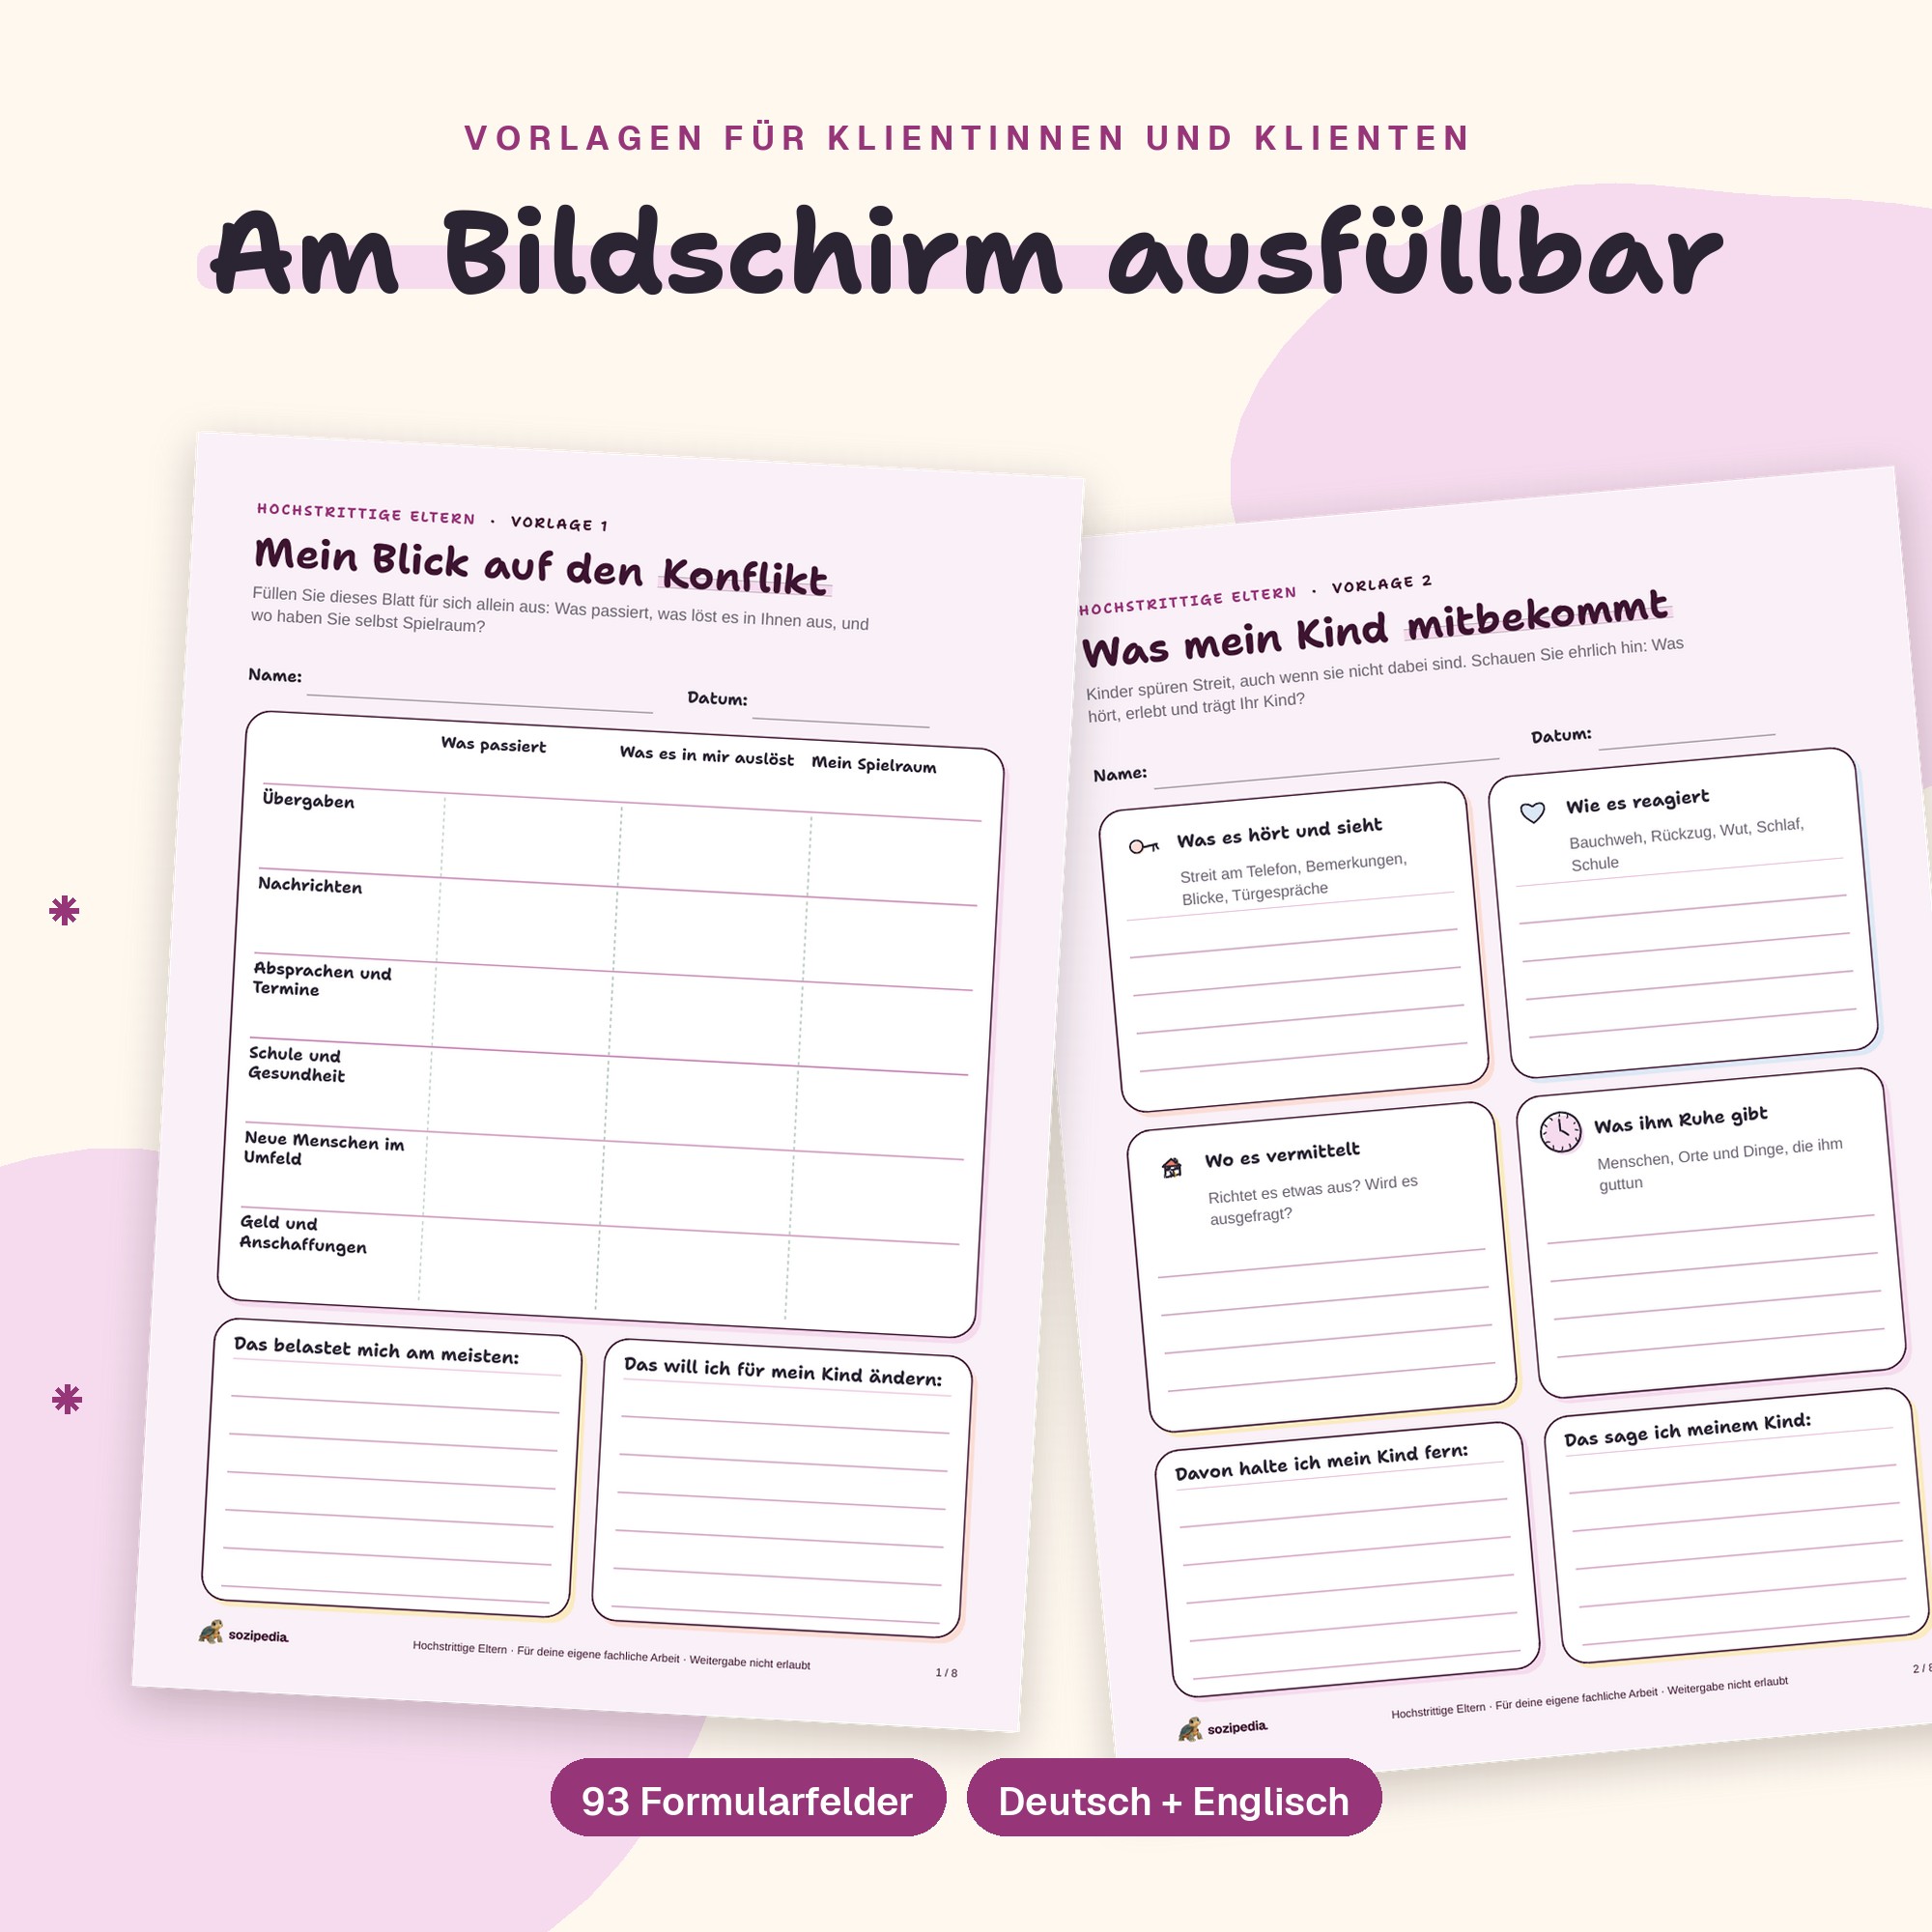 VORLAGEN FÜR KLIENTINNEN UND KLIENTEN
Am Bildschirm ausfüllbar
HOCHSTRITTIGE ELTERN · VORLAGE 1
Mein Blick auf den Konflikt
Füllen Sie dieses Blatt für sich allein aus: Was passiert, was löst es in Ihnen aus, und
wo haben Sie selbst Spielraum?
Name:
Datum:
Was passiert
Was es in mir auslöst
Mein Spielraum
Übergaben
Nachrichten
Absprachen und
Termine
Schule und
Gesundheit
Neue Menschen im
Umfeld
Geld und
Anschaffungen
Das belastet mich am meisten:
Das will ich für mein Kind ändern:
sozipedia.
Hochstrittige Eltern · Für deine eigene fachliche Arbeit · Weitergabe nicht erlaubt
1 / 8
HOCHSTRITTIGE ELTERN · VORLAGE 2
Was mein Kind mitbekommt
Kinder spüren Streit, auch wenn sie nicht dabei sind. Schauen Sie ehrlich hin: Was
hört, erlebt und trägt Ihr Kind?
Name:
Datum:
Was es hört und sieht
Streit am Telefon, Bemerkungen,
Blicke, Türgespräche
Wie es reagiert
Bauchweh, Rückzug, Wut, Schlaf,
Schule
Wo es vermittelt
Richtet es etwas aus? Wird es
ausgefragt?
Was ihm Ruhe gibt
Menschen, Orte und Dinge, die ihm
guttun
Davon halte ich mein Kind fern:
Das sage ich meinem Kind:
sozipedia.
Hochstrittige Eltern · Für deine eigene fachliche Arbeit · Weitergabe nicht erlaubt
2 / 8
93 Formularfelder
Deutsch + Englisch